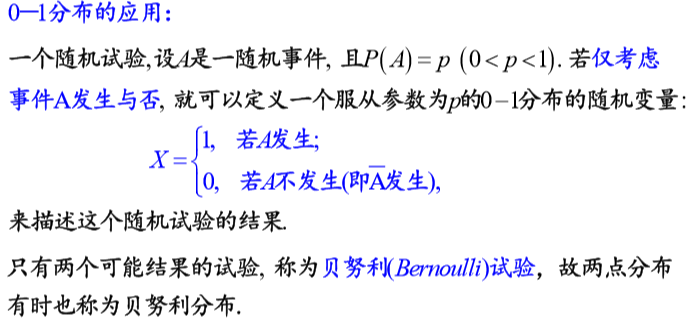 0—1分布的应用：
一个随机试验,设A是一随机事件, 且P(A)=p (0<p<1). 若仅考虑
事件A发生与否, 就可以定义一个服从参数为p的0–1分布的随机变量:
X={1, 若A发生;
0, 若A不发生(即A̅发生),
来描述这个随机试验的结果.
只有两个可能结果的试验, 称为贝努利(Bernoulli)试验，故两点分布
有时也称为贝努利分布.